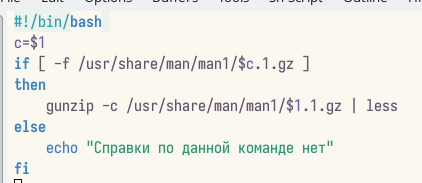 #!/bin/bash
c=$1
if [ -f /usr/share/man/man1/$c.1.gz ]
then
    gunzip -c /usr/share/man/man1/$1.1.gz | less
else
    echo "Справки по данной команде нет"
fi